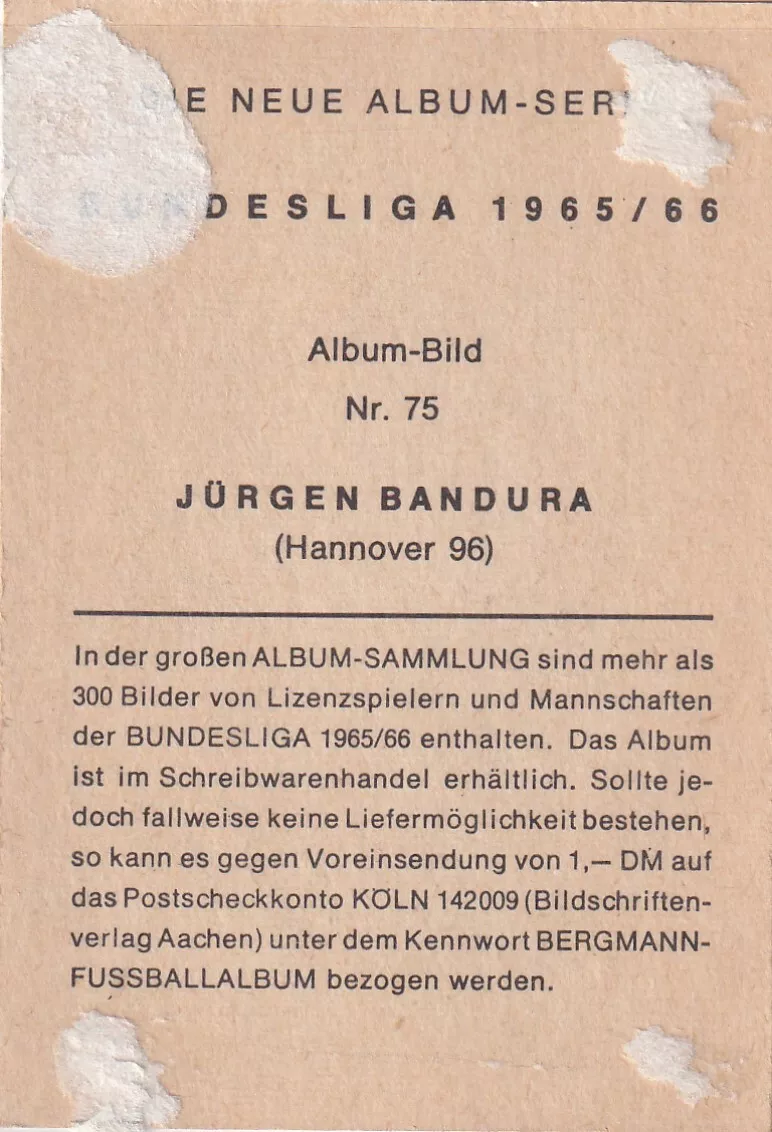 DIE NEUE ALBUM-SERI
BUNDESLIGA 1965/66
Album-Bild
Nr. 75
JÜRGEN BANDURA
(Hannover 96)
In der großen ALBUM-SAMMLUNG sind mehr als
300 Bilder von Lizenzspielern und Mannschaften
der BUNDESLIGA 1965/66 enthalten. Das Album
ist im Schreibwarenhandel erhältlich. Sollte je-
doch fallweise keine Liefermöglichkeit bestehen,
so kann es gegen Voreinsendung von 1,— DM auf
das Postscheckkonto KÖLN 142009 (Bildschriften-
verlag Aachen) unter dem Kennwort BERGMANN-
FUSSBALLALBUM bezogen werden.